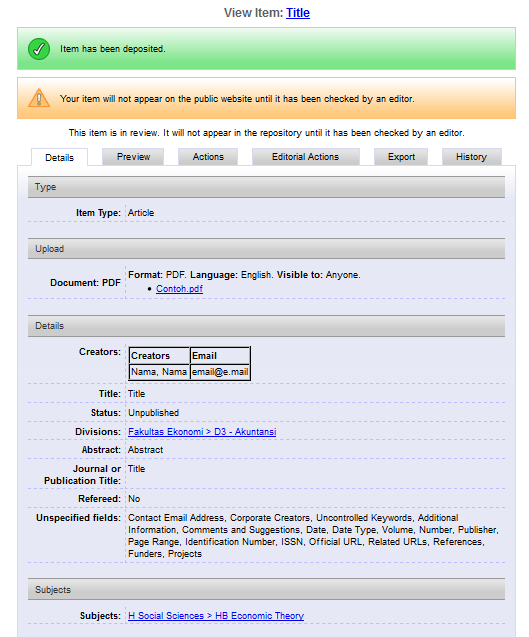 View Item: Title
Item has been deposited.
Your item will not appear on the public website until it has been checked by an editor.
This item is in review. It will not appear in the repository until it has been checked by an editor.
Details Preview Actions Editorial Actions Export History
Type
Item Type: Article
Upload
Document: PDF Format: PDF. Language: English. Visible to: Anyone.
• Contoh.pdf
Details
Creators: Creators Email
Nama, Nama email@e.mail
Title: Title
Status: Unpublished
Divisions: Fakultas Ekonomi > D3 - Akuntansi
Abstract: Abstract
Journal or Publication Title: Title
Refereed: No
Unspecified fields: Contact Email Address, Corporate Creators, Uncontrolled Keywords, Additional
Information, Comments and Suggestions, Date, Date Type, Volume, Number, Publisher,
Page Range, Identification Number, ISSN, Official URL, Related URLs, References,
Funders, Projects
Subjects
Subjects: H Social Sciences > HB Economic Theory